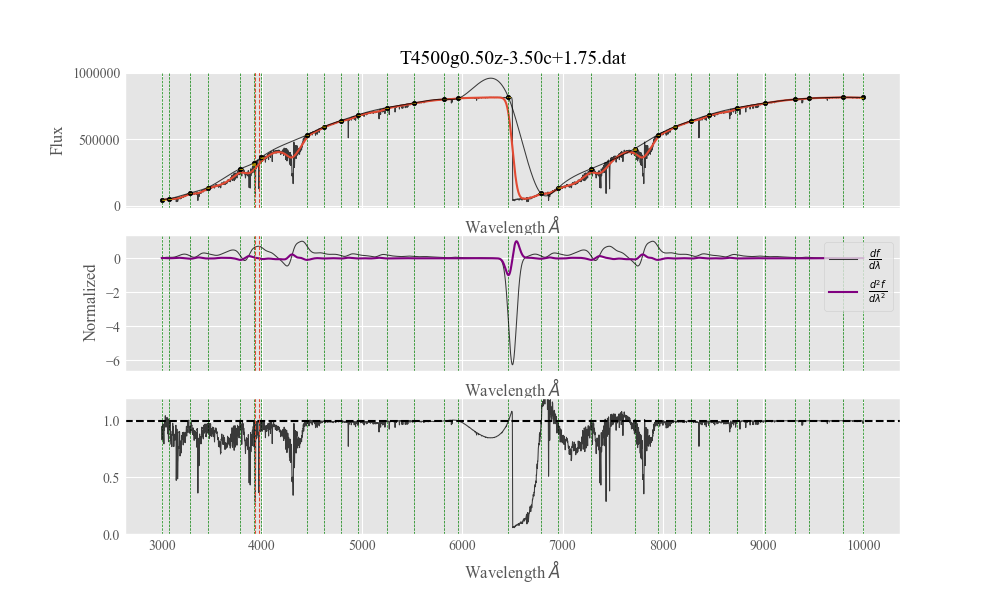 T4500g0.50z-3.50c+1.75.dat
1000000
500000
0
Flux
Wavelength Å
0
−2
−4
−6
Normalized
df/dλ
d²f/dλ²
Wavelength Å
1.0
0.5
0.0
3000 4000 5000 6000 7000 8000 9000 10000
Wavelength Å